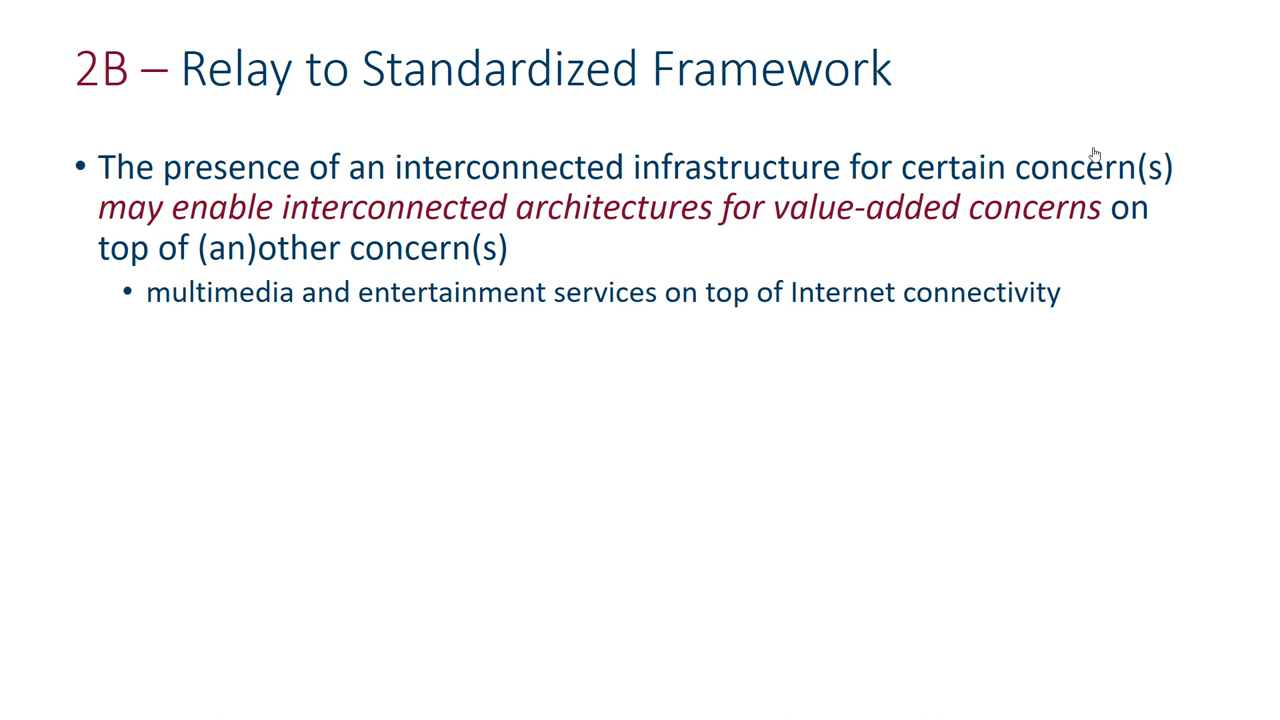 2B – Relay to Standardized Framework
• The presence of an interconnected infrastructure for certain concern(s)
may enable interconnected architectures for value-added concerns on
top of (an)other concern(s)
• multimedia and entertainment services on top of Internet connectivity